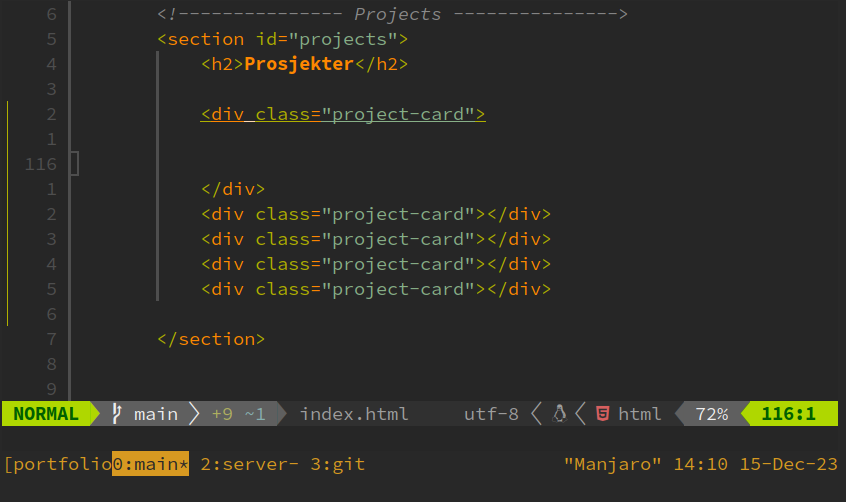 6 <!--------------- Projects --------------->
5 <section id="projects">
4 <h2>Prosjekter</h2>
3
2 <div class="project-card">
1
116
1 </div>
2 <div class="project-card"></div>
3 <div class="project-card"></div>
4 <div class="project-card"></div>
5 <div class="project-card"></div>
6
7 </section>
8
9
NORMAL main +9 ~1 index.html utf-8 html 72% 116:1
[portfolio0:main* 2:server- 3:git "Manjaro" 14:10 15-Dec-23